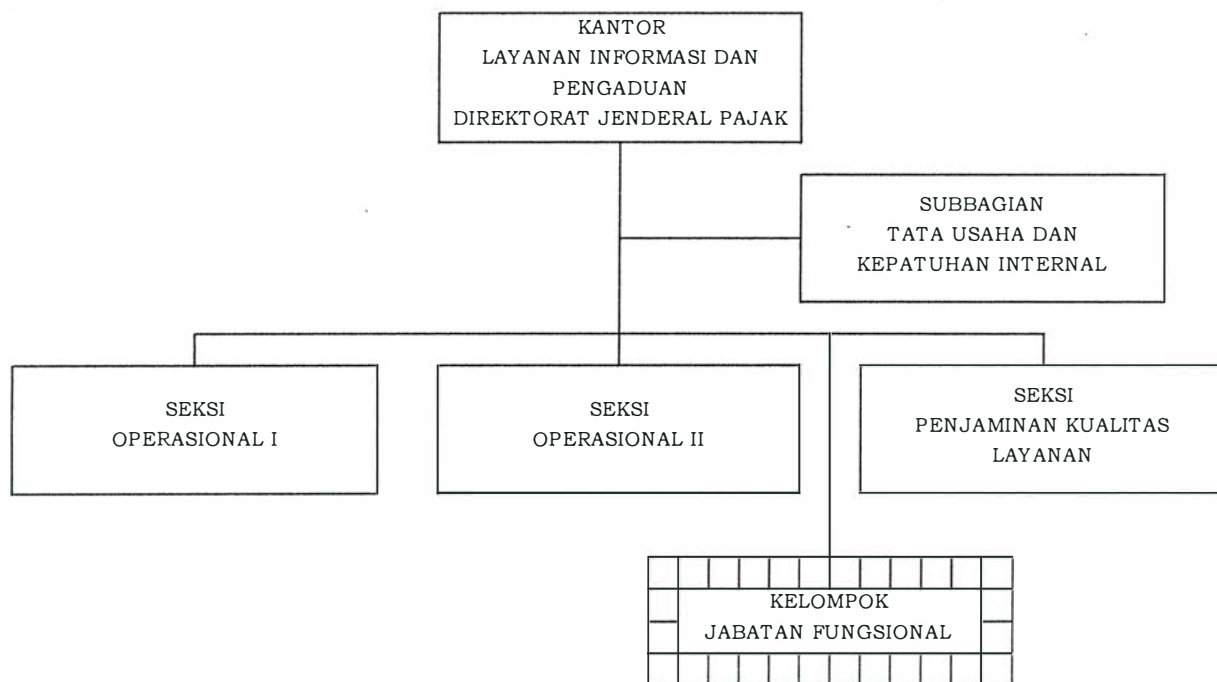 KANTOR
LAYANAN INFORMASI DAN
PENGADUAN
DIREKTORAT JENDERAL PAJAK
SUBBAGIAN
TATA USAHA DAN
KEPATUHAN INTERNAL
SEKSI
OPERASIONAL I
SEKSI
OPERASIONAL II
SEKSI
PENJAMINAN KUALITAS
LAYANAN
KELOMPOK
JABATAN FUNGSIONAL